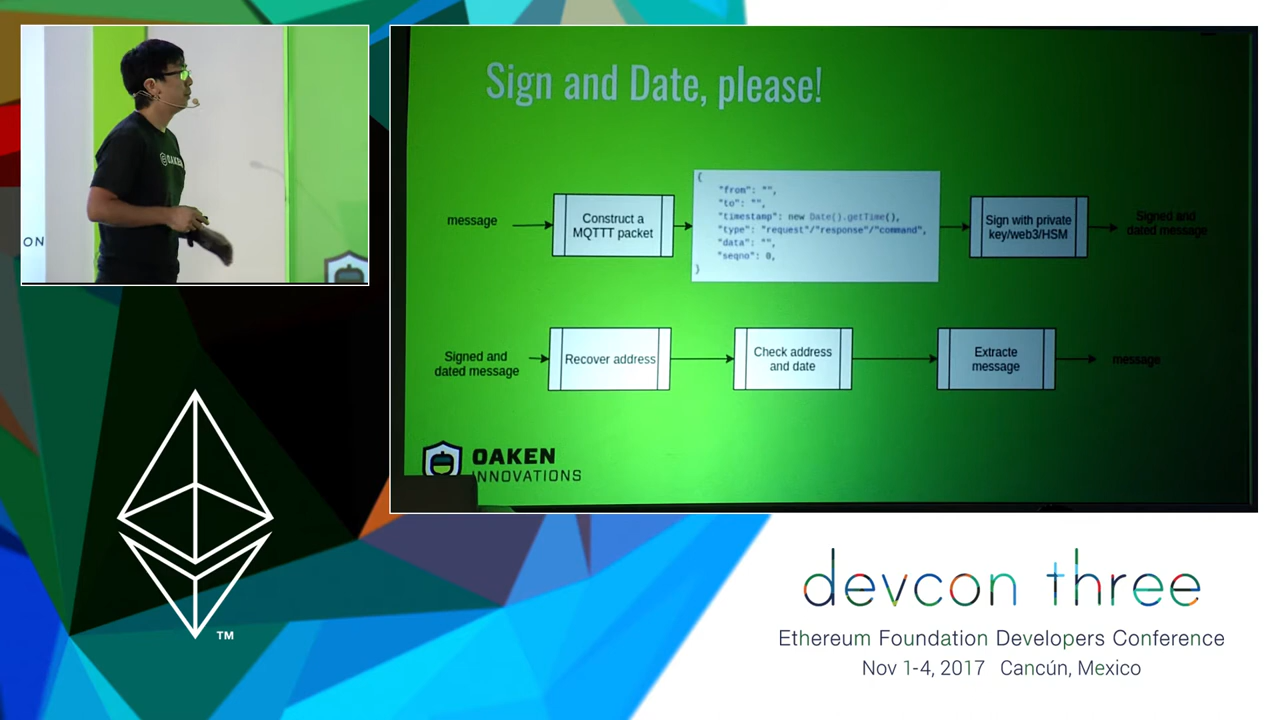 OAKEN
ON
Sign and Date, please!
message
Construct a
MQTTT packet
{
"from": "",
"to": "",
"timestamp": new Date().getTime(),
"type": "request"/"response"/"command",
"data": "",
"seqno": 0,
}
Sign with private
key/web3/HSM
Signed and
dated message
Signed and
dated message
Recover address
Check address
and date
Extracte
message
message
OAKEN
INNOVATIONS
TM
devcon three
Ethereum Foundation Developers Conference
Nov 1-4, 2017 Cancún, Mexico